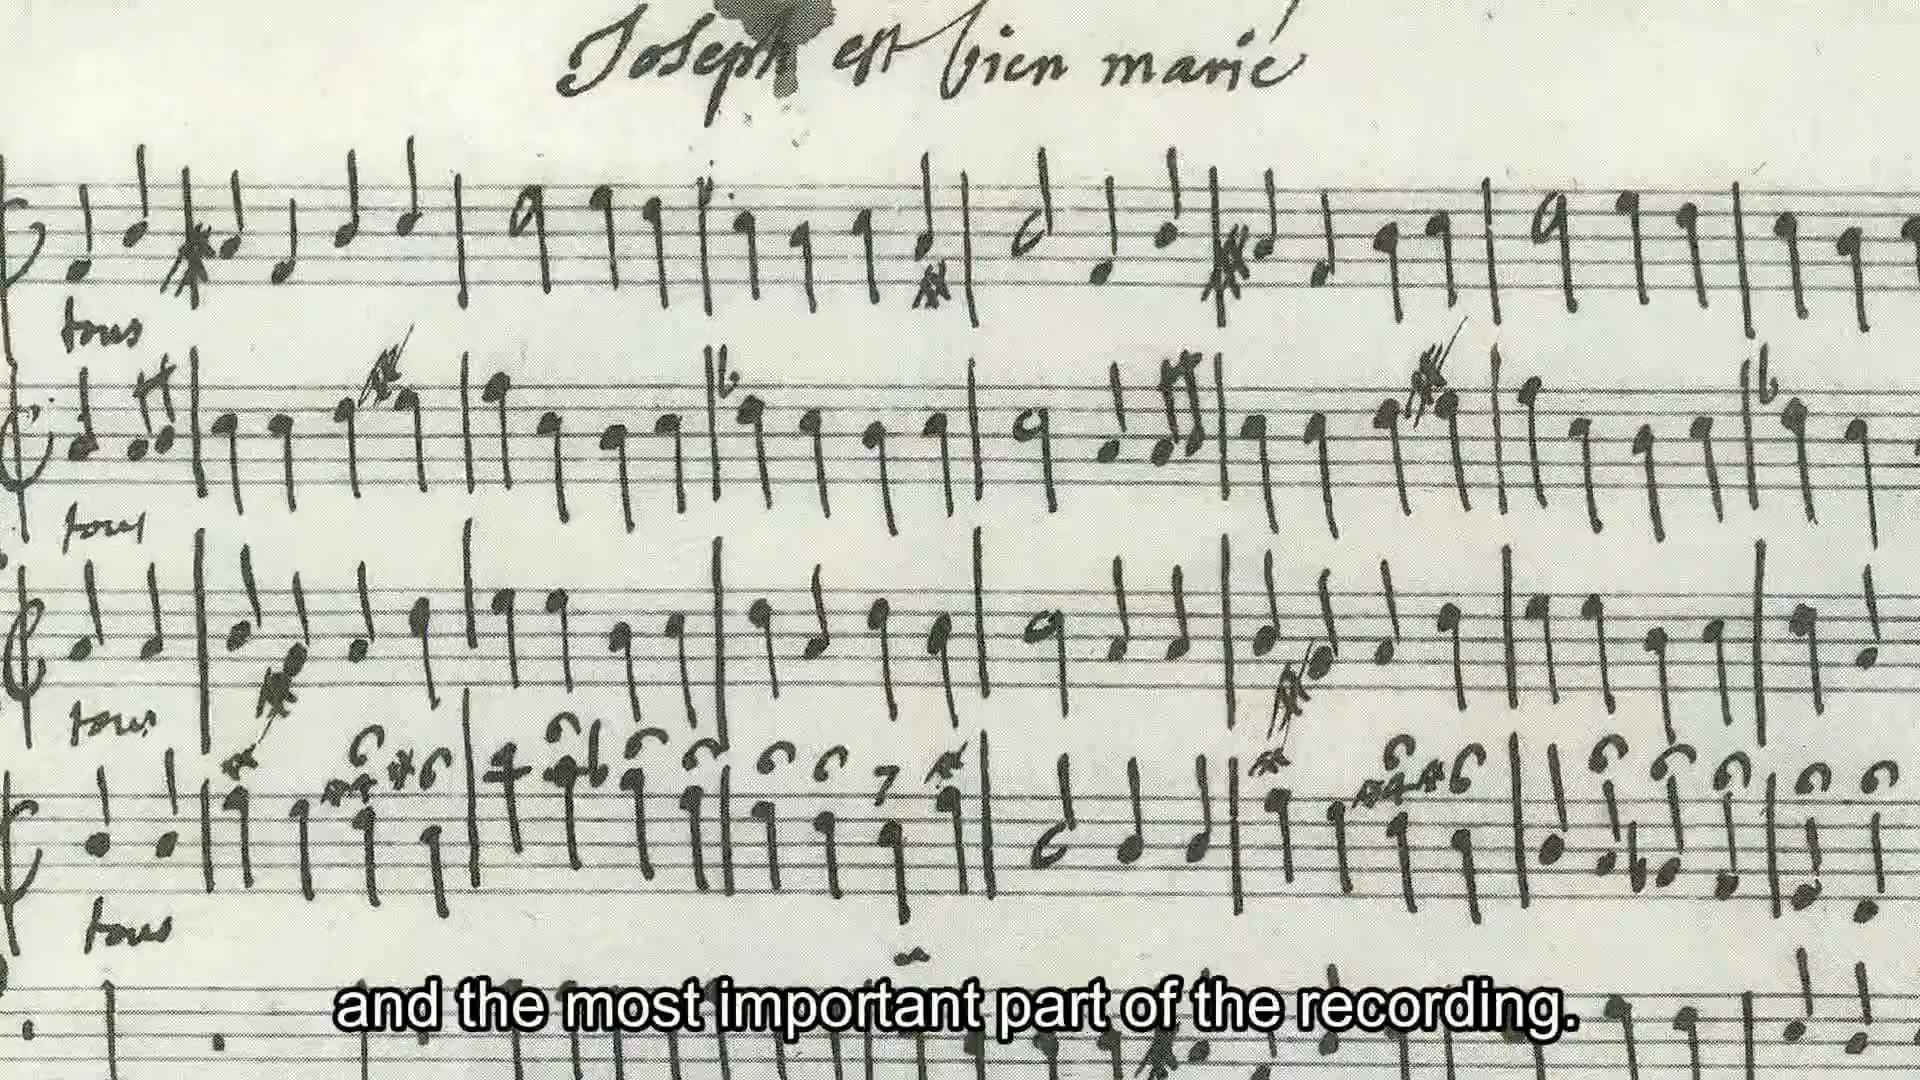 Joseph est bien marié
tous
tous
tous
tous
and the most important part of the recording.